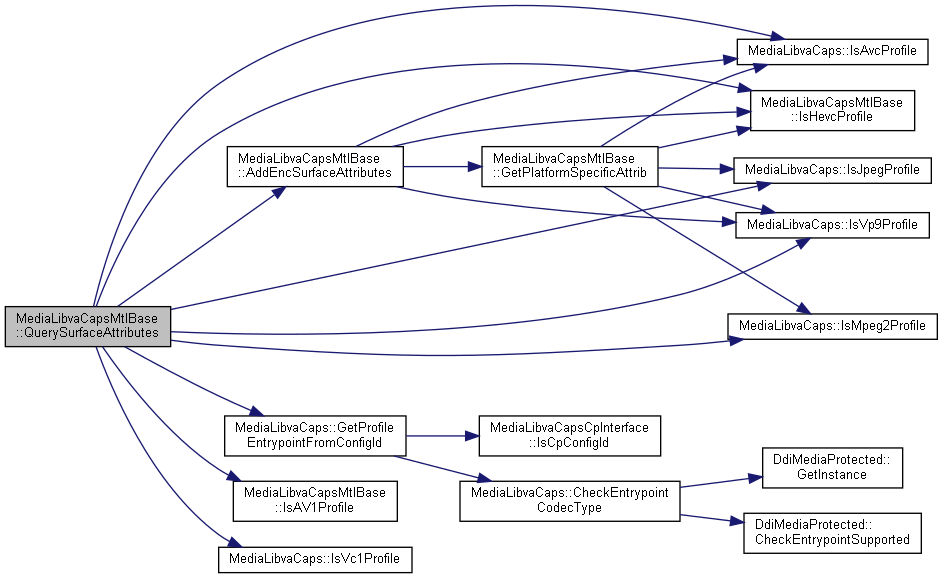 MediaLibvaCaps::IsAvcProfile
MediaLibvaCapsMtlBase
::IsHevcProfile
MediaLibvaCapsMtlBase
::AddEncSurfaceAttributes
MediaLibvaCapsMtlBase
::GetPlatformSpecificAttrib
MediaLibvaCaps::IsJpegProfile
MediaLibvaCaps::IsVp9Profile
MediaLibvaCapsMtlBase
::QuerySurfaceAttributes
MediaLibvaCaps::IsMpeg2Profile
MediaLibvaCaps::GetProfile
EntrypointFromConfigId
MediaLibvaCapsCpInterface
::IsCpConfigId
DdiMediaProtected::
GetInstance
MediaLibvaCapsMtlBase
::IsAV1Profile
MediaLibvaCaps::CheckEntrypoint
CodecType
DdiMediaProtected::
CheckEntrypointSupported
MediaLibvaCaps::IsVc1Profile